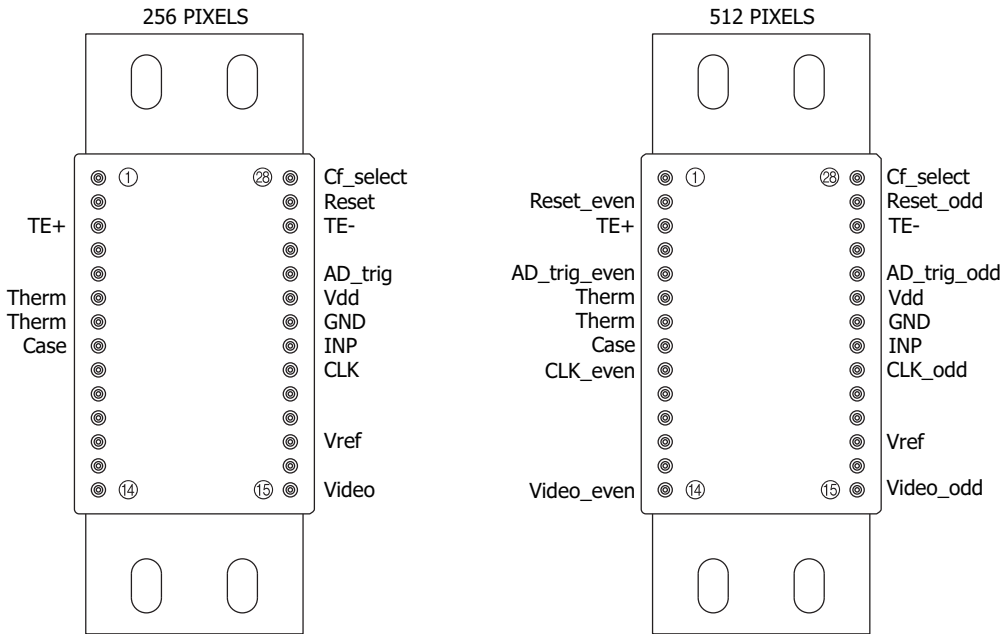 256 PIXELS
① ㉘ Cf_select
Reset
TE+ TE-
AD_trig
Therm Vdd
Therm GND
Case INP
CLK
Vref
⑭ ⑮ Video
512 PIXELS
① ㉘ Cf_select
Reset_even Reset_odd
TE+ TE-
AD_trig_even AD_trig_odd
Therm Vdd
Therm GND
Case INP
CLK_even CLK_odd
Vref
Video_even ⑭ ⑮ Video_odd